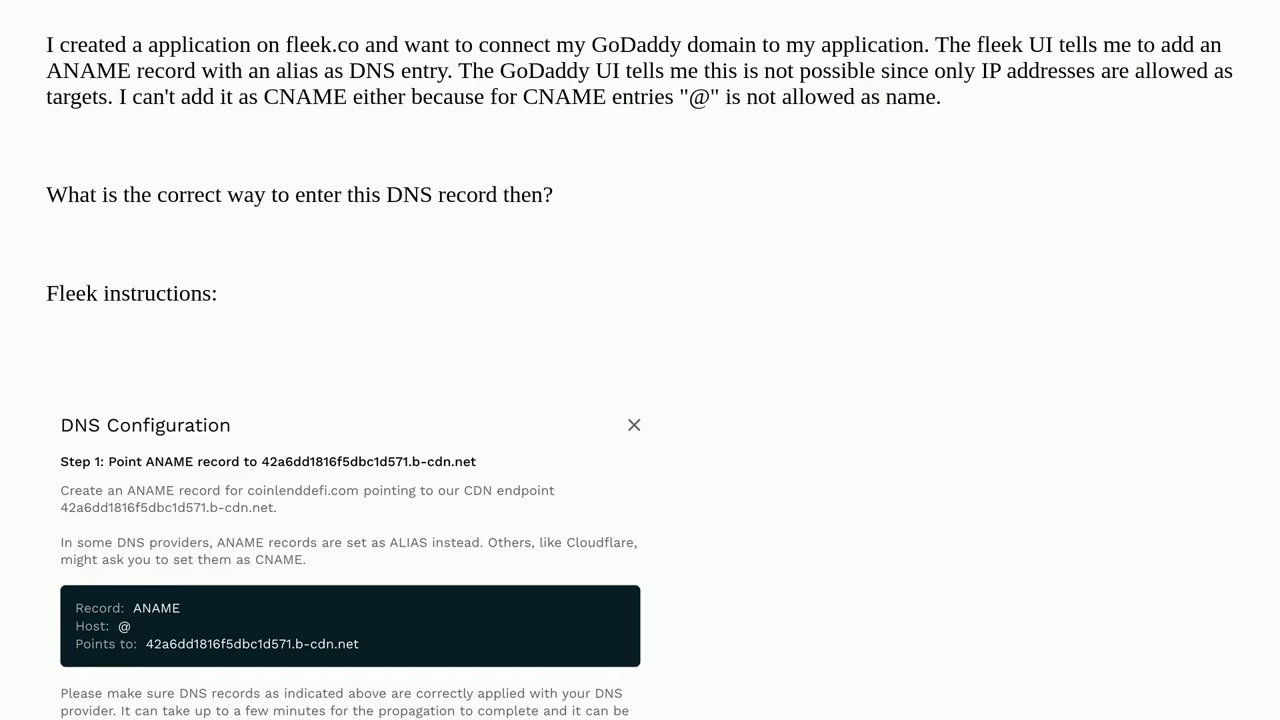 I created a application on fleek.co and want to connect my GoDaddy domain to my application. The fleek UI tells me to add an
ANAME record with an alias as DNS entry. The GoDaddy UI tells me this is not possible since only IP addresses are allowed as
targets. I can't add it as CNAME either because for CNAME entries "@" is not allowed as name.
What is the correct way to enter this DNS record then?
Fleek instructions:
DNS Configuration
Step 1: Point ANAME record to 42a6dd1816f5dbc1d571.b-cdn.net
Create an ANAME record for coinlenddefi.com pointing to our CDN endpoint
42a6dd1816f5dbc1d571.b-cdn.net.
In some DNS providers, ANAME records are set as ALIAS instead. Others, like Cloudflare,
might ask you to set them as CNAME.
Record: ANAME
Host: @
Points to: 42a6dd1816f5dbc1d571.b-cdn.net
Please make sure DNS records as indicated above are correctly applied with your DNS
provider. It can take up to a few minutes for the propagation to complete and it can be